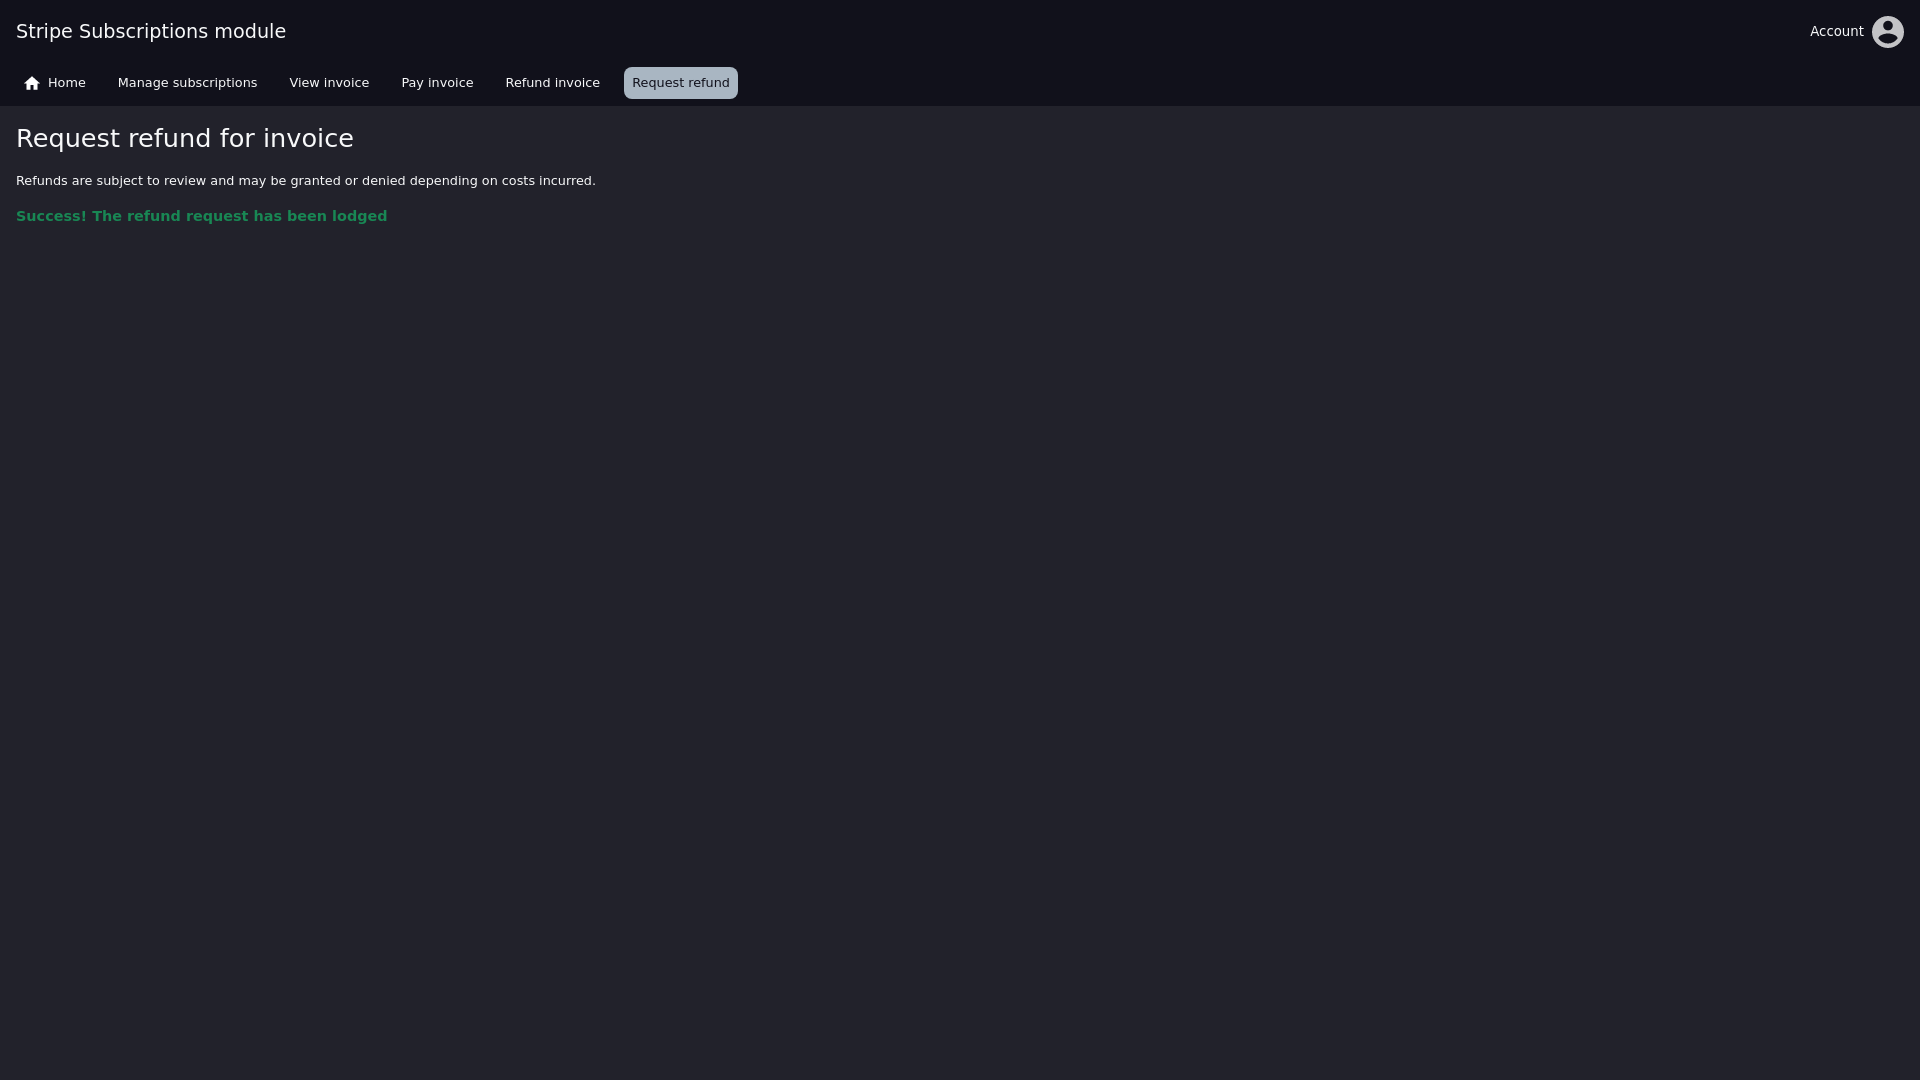 Stripe Subscriptions module
Account
Home
Manage subscriptions
View invoice
Pay invoice
Refund invoice
Request refund
Request refund for invoice
Refunds are subject to review and may be granted or denied depending on costs incurred.
Success! The refund request has been lodged